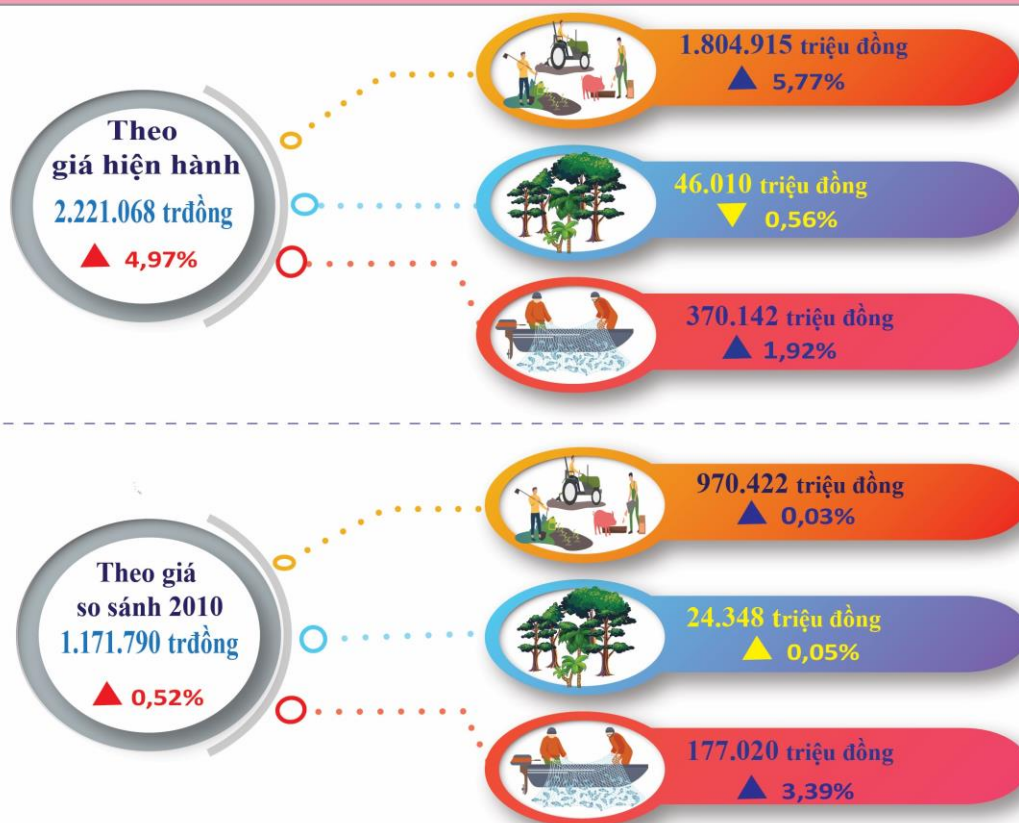 Theo
giá hiện hành
2.221.068 trđồng
▲ 4,97%
1.804.915 triệu đồng
▲ 5,77%
46.010 triệu đồng
▼ 0,56%
370.142 triệu đồng
▲ 1,92%
Theo giá
so sánh 2010
1.171.790 trđồng
▲ 0,52%
970.422 triệu đồng
▲ 0,03%
24.348 triệu đồng
▲ 0,05%
177.020 triệu đồng
▲ 3,39%